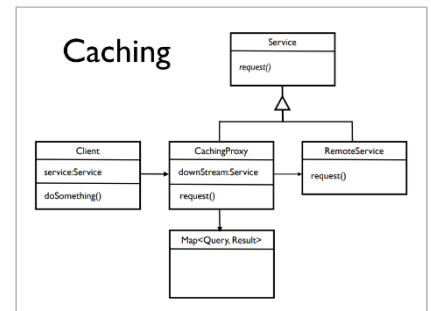 Caching
Service
request()
Client
service:Service
doSomething()
CachingProxy
downStream:Service
request()
RemoteService
request()
Map<Query, Result>